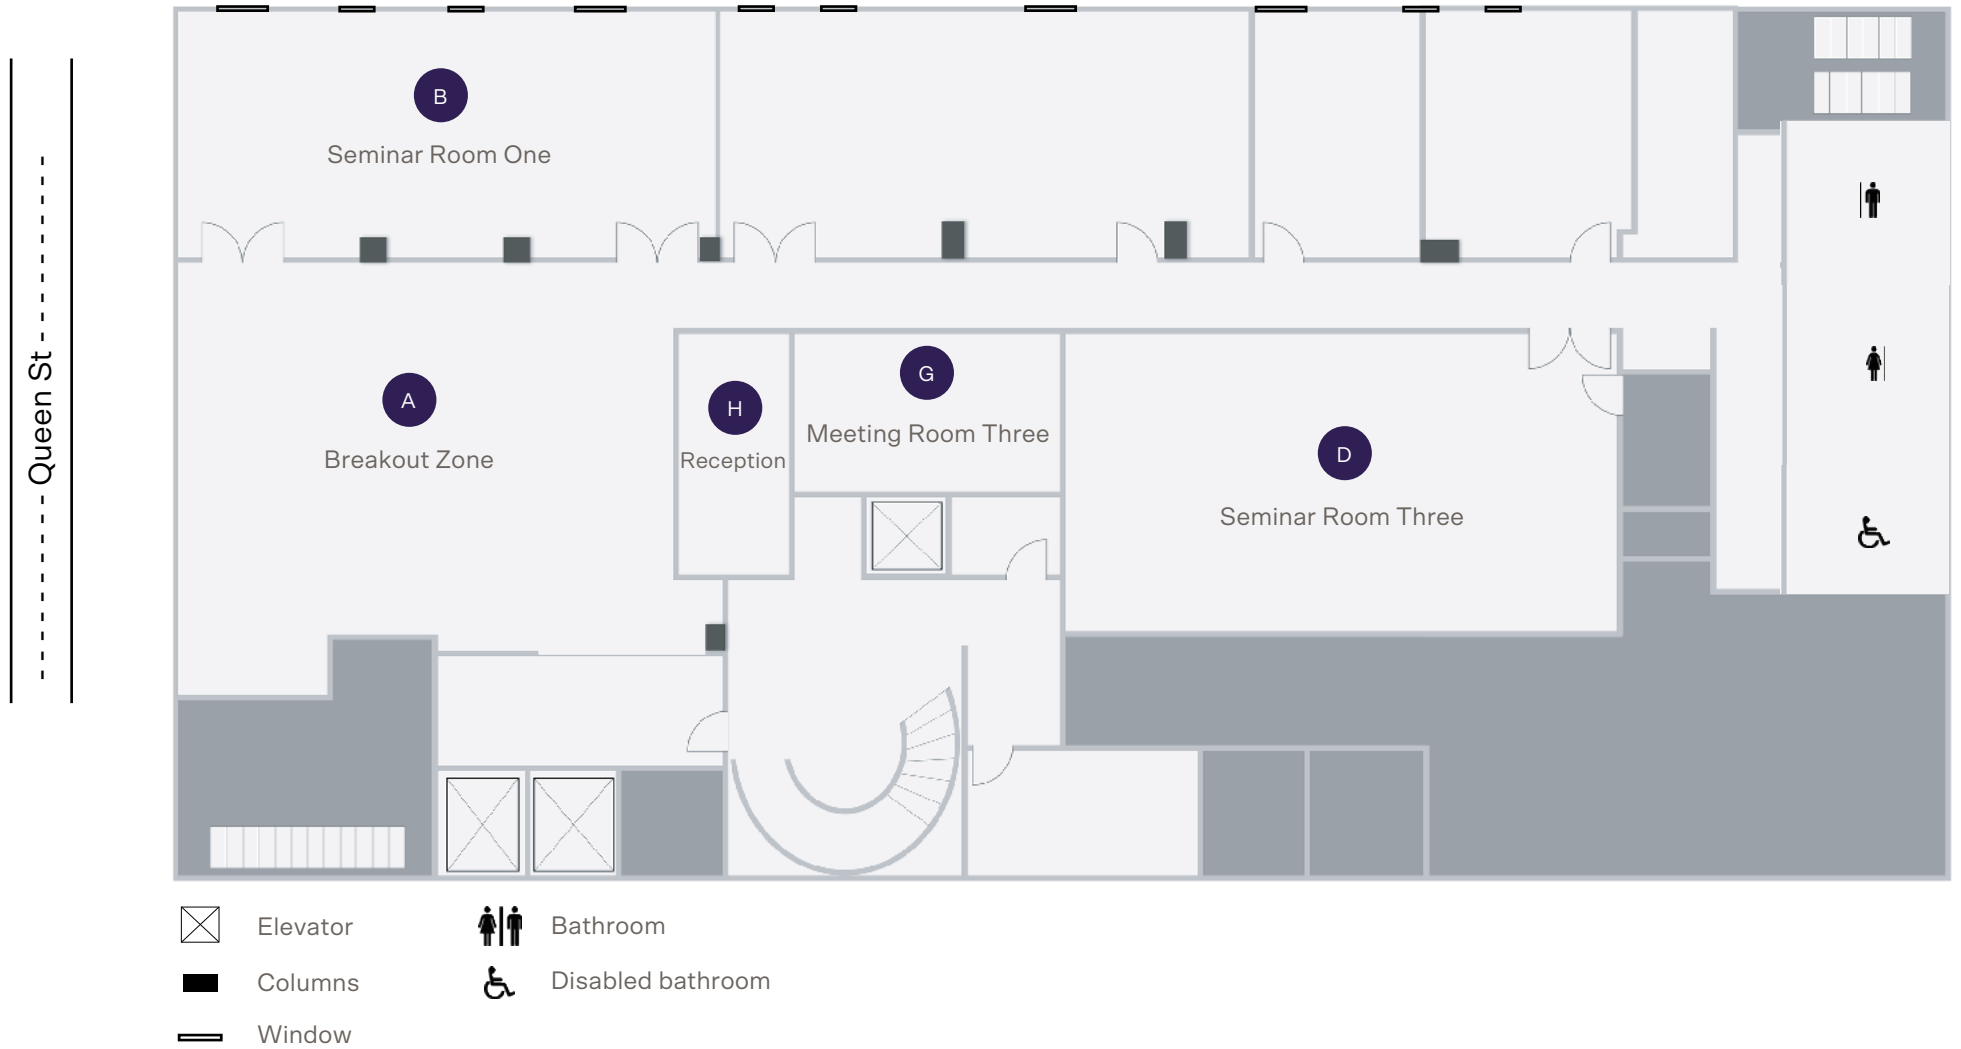 B
Seminar Room One
Queen St
A
Breakout Zone
H
Reception
G
Meeting Room Three
D
Seminar Room Three
Elevator
Bathroom
Columns
Disabled bathroom
Window